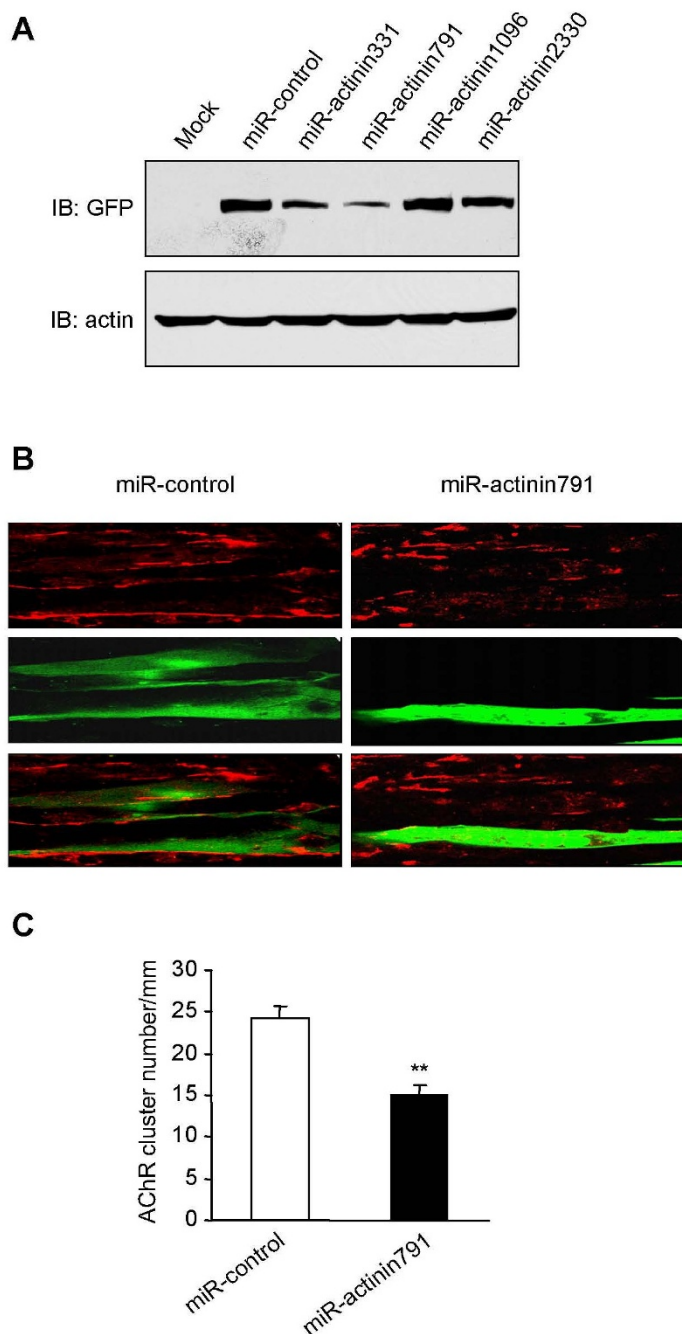 A
Mock
miR-control
miR-actinin331
miR-actinin791
miR-actinin1096
miR-actinin2330
IB: GFP
IB: actin
B
miR-control miR-actinin791
C
AChR cluster number/mm
30
25
20
15
10
5
0
**
miR-control
miR-actinin791